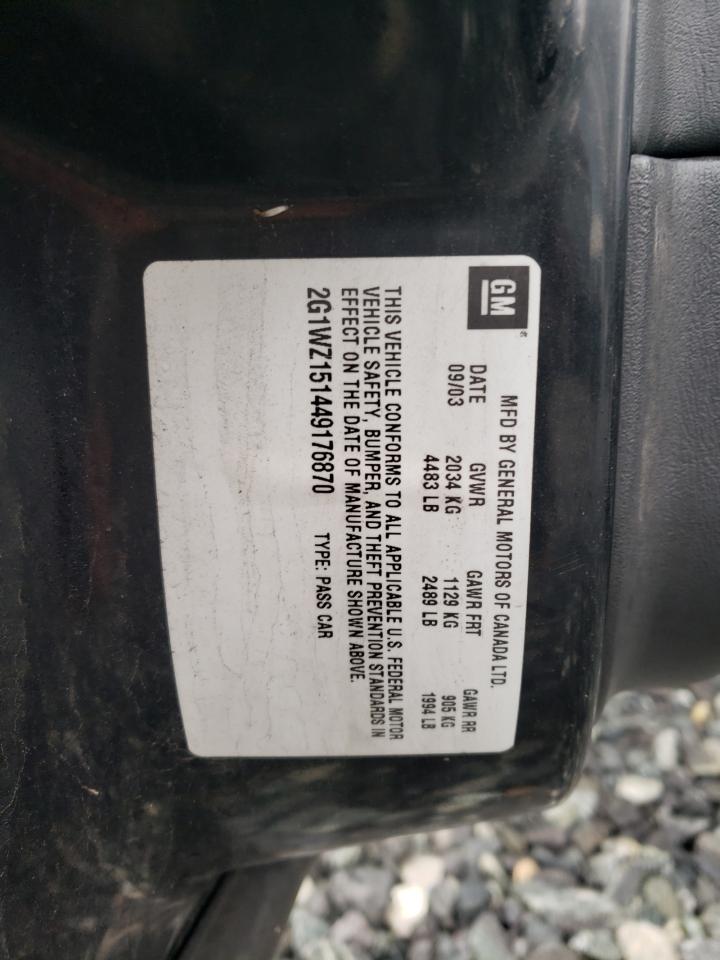 GM
MFD BY GENERAL MOTORS OF CANADA LTD.
DATE GVWR GAWR FRT GAWR RR
09/03 2034 KG 1129 KG 905 KG
4483 LB 2489 LB 1994 LB
THIS VEHICLE CONFORMS TO ALL APPLICABLE U.S. FEDERAL MOTOR
VEHICLE SAFETY, BUMPER, AND THEFT PREVENTION STANDARDS IN
EFFECT ON THE DATE OF MANUFACTURE SHOWN ABOVE.
2G1WZ151449176870 TYPE: PASS CAR